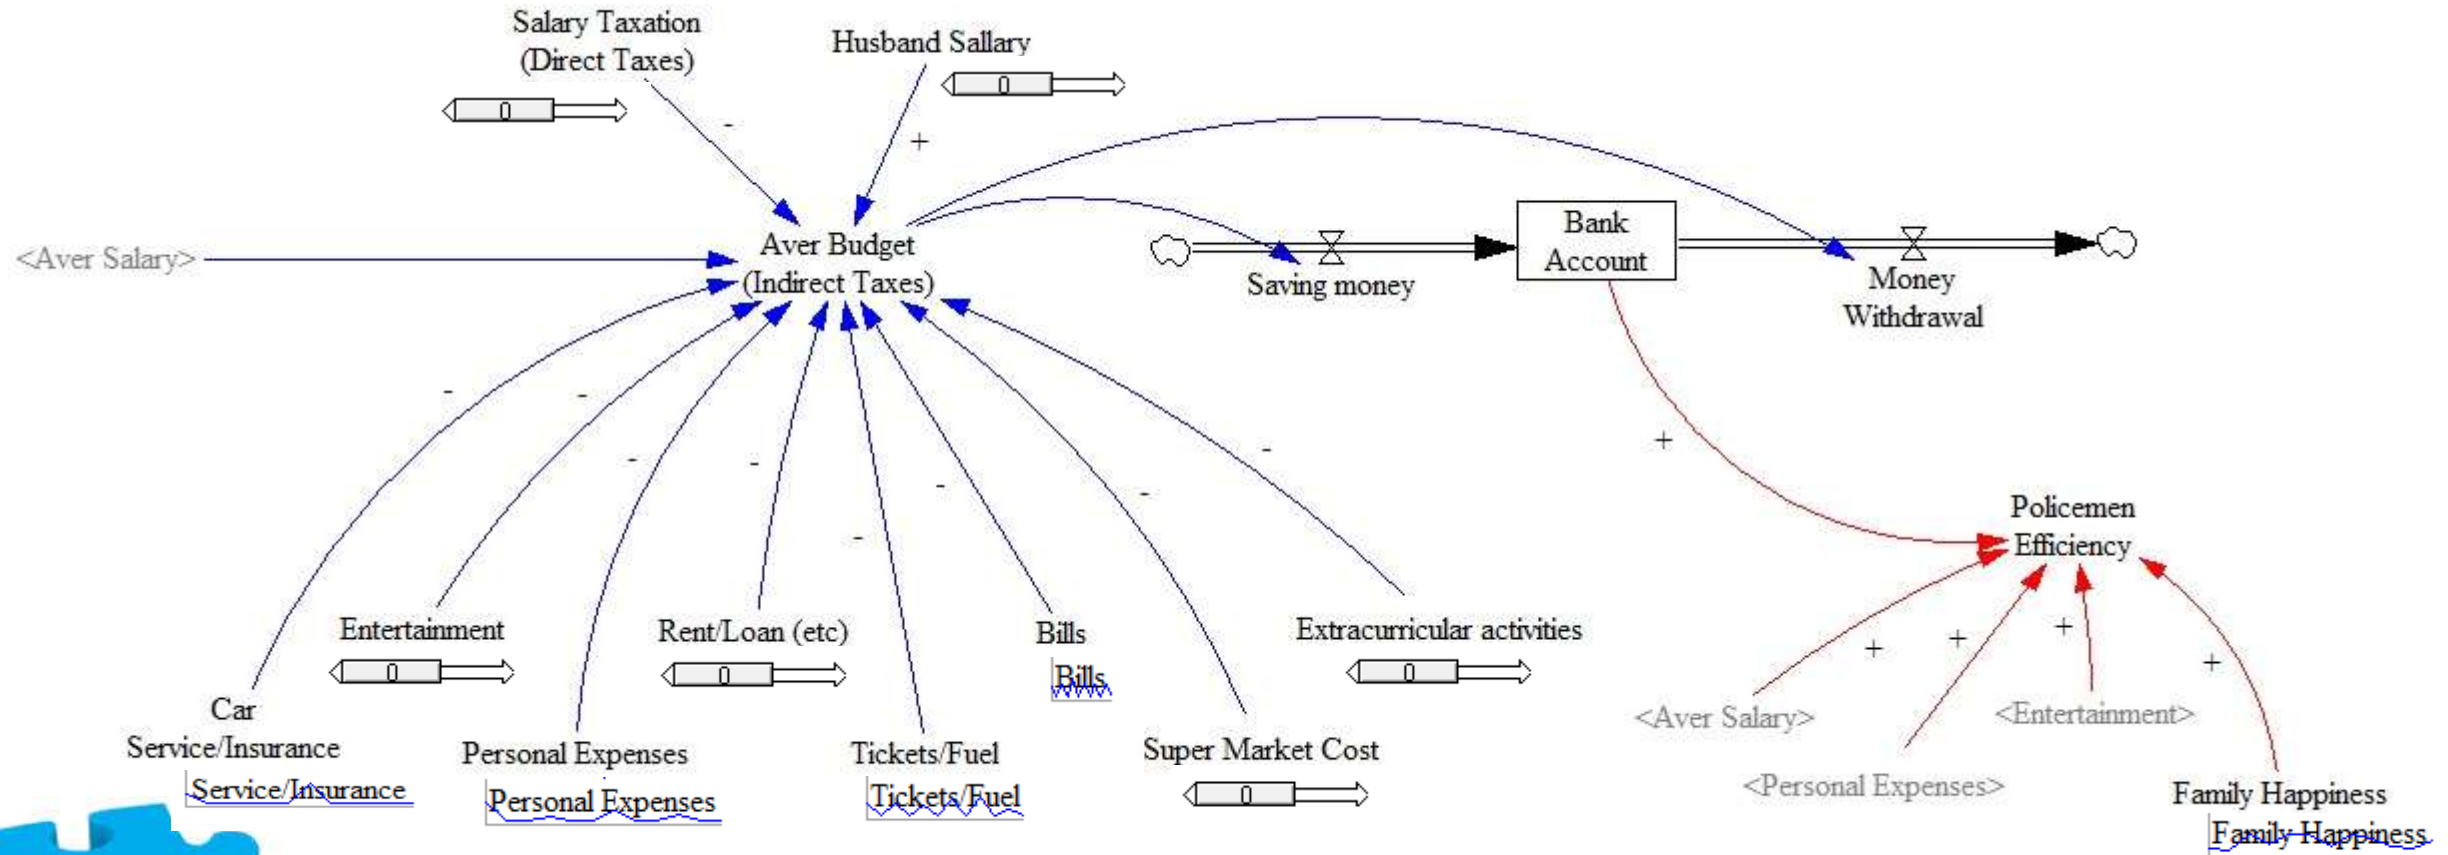 Salary Taxation
(Direct Taxes)
0
Husband Sallary
0
-
+
<Aver Salary>
Aver Budget
(Indirect Taxes)
Saving money
Bank
Account
Money
Withdrawal
-
-
-
-
-
-
-
-
+
Policemen
Efficiency
Entertainment
0
Rent/Loan (etc)
0
Bills
Bills
Extracurricular activities
0
Car
Service/Insurance
Service/Insurance
Personal Expenses
Personal Expenses
Tickets/Fuel
Tickets/Fuel
Super Market Cost
0
+
+
+
+
<Aver Salary>
<Entertainment>
<Personal Expenses>
Family Happiness
Family Happiness